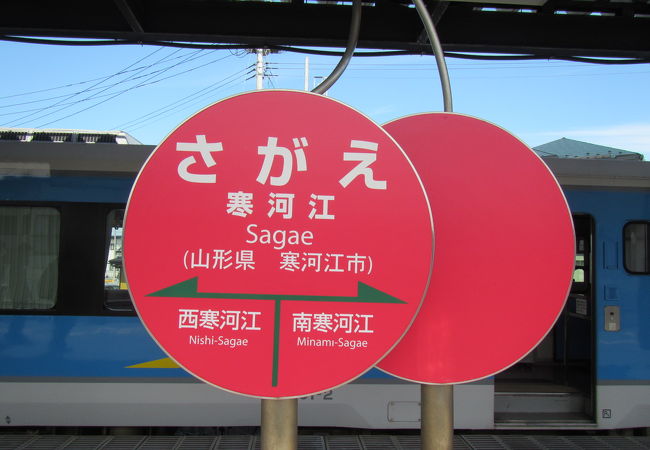 さがえ
寒河江
Sagae
(山形県　寒河江市)
西寒河江
Nishi-Sagae
南寒河江
Minami-Sagae